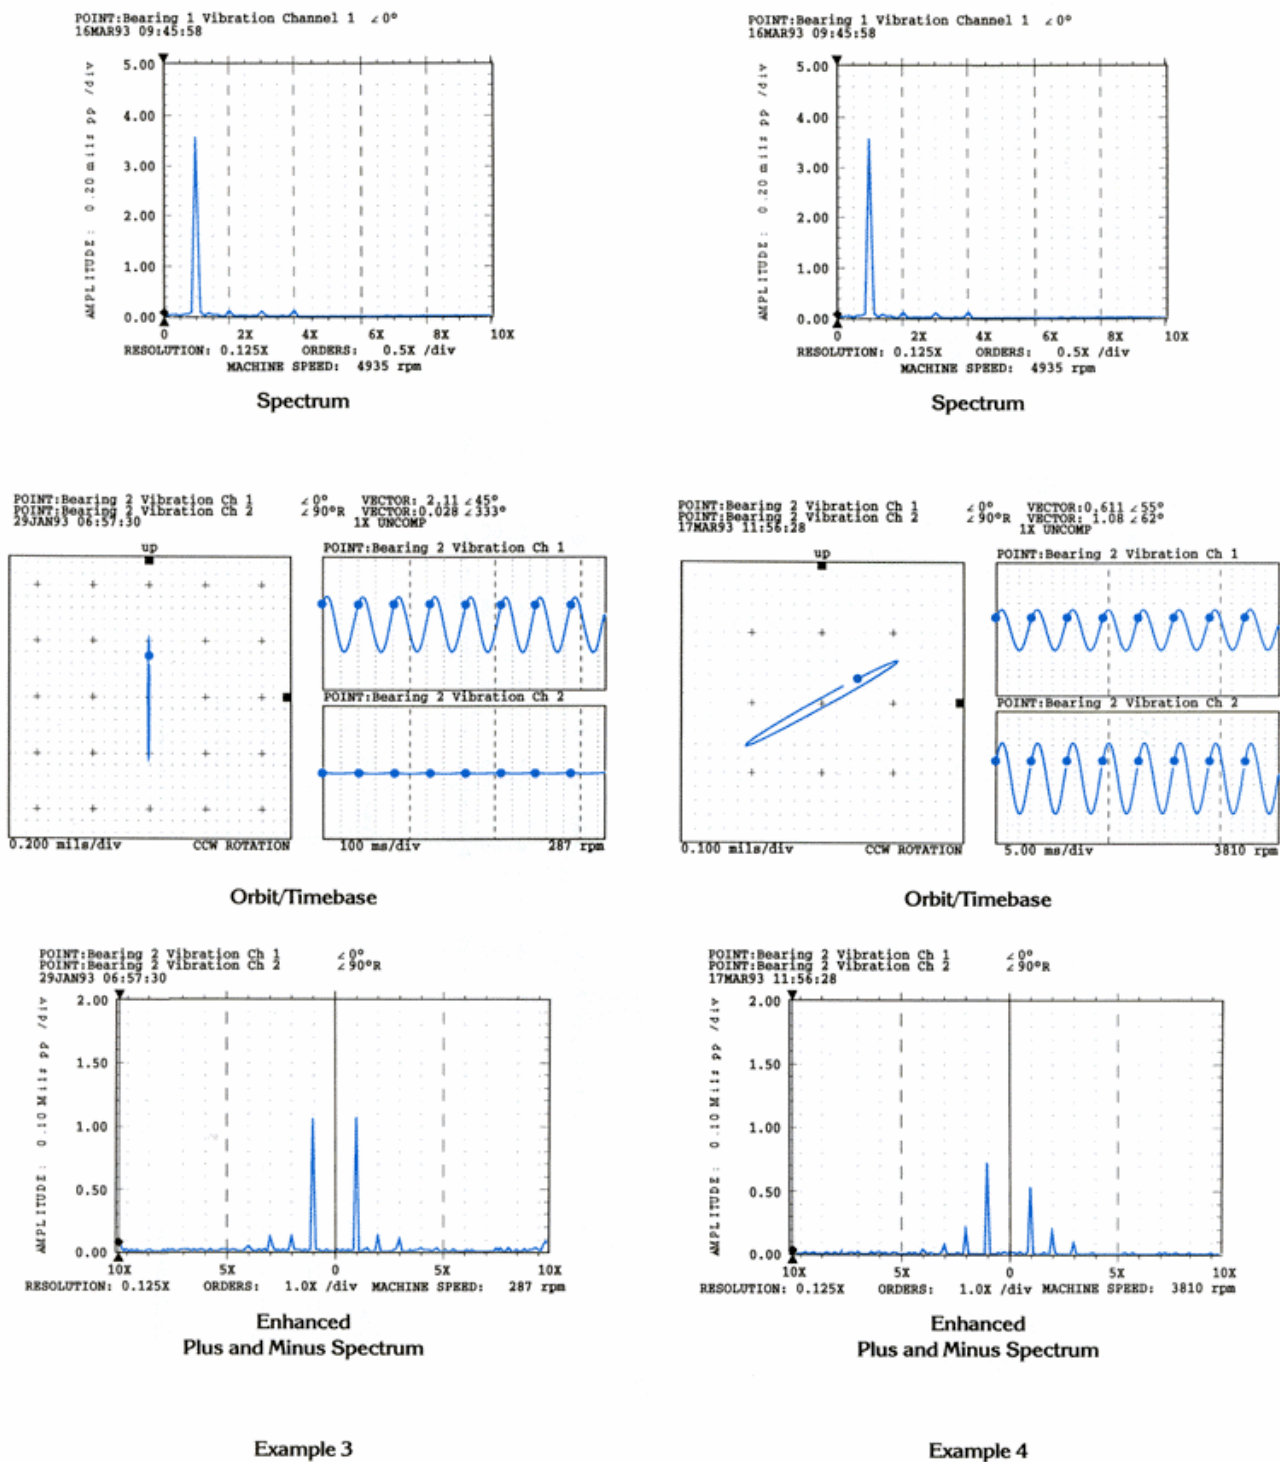 POINT:Bearing 1 Vibration Channel 1 ∠0°
16MAR93 09:45:58
AMPLITUDE: 0.20 mils pp /div
5.00
4.00
3.00
2.00
1.00
0.00
0 2X 4X 6X 8X 10X
RESOLUTION: 0.125X ORDERS: 0.5X /div
MACHINE SPEED: 4935 rpm
Spectrum
POINT:Bearing 1 Vibration Channel 1 ∠0°
16MAR93 09:45:58
AMPLITUDE: 0.20 mils pp /div
5.00
4.00
3.00
2.00
1.00
0.00
0 2X 4X 6X 8X 10X
RESOLUTION: 0.125X ORDERS: 0.5X /div
MACHINE SPEED: 4935 rpm
Spectrum
POINT:Bearing 2 Vibration Ch 1 ∠0° VECTOR: 2.11 ∠45°
POINT:Bearing 2 Vibration Ch 2 ∠90°R VECTOR:0.028 ∠333°
29JAN93 06:57:30 1X UNCOMP
up
POINT:Bearing 2 Vibration Ch 1
POINT:Bearing 2 Vibration Ch 2
0.200 mils/div CCW ROTATION
100 ms/div 287 rpm
Orbit/Timebase
POINT:Bearing 2 Vibration Ch 1 ∠0° VECTOR:0.611 ∠55°
POINT:Bearing 2 Vibration Ch 2 ∠90°R VECTOR: 1.08 ∠62°
17MAR93 11:56:28 1X UNCOMP
up
POINT:Bearing 2 Vibration Ch 1
POINT:Bearing 2 Vibration Ch 2
0.100 mils/div CCW ROTATION
5.00 ms/div 3810 rpm
Orbit/Timebase
POINT:Bearing 2 Vibration Ch 1 ∠0°
POINT:Bearing 2 Vibration Ch 2 ∠90°R
29JAN93 06:57:30
AMPLITUDE: 0.10 Mils pp /div
2.00
1.50
1.00
0.50
0.00
10X 5X 0 5X 10X
RESOLUTION: 0.125X ORDERS: 1.0X /div MACHINE SPEED: 287 rpm
Enhanced
Plus and Minus Spectrum
Example 3
POINT:Bearing 2 Vibration Ch 1 ∠0°
POINT:Bearing 2 Vibration Ch 2 ∠90°R
17MAR93 11:56:28
AMPLITUDE: 0.10 Mils pp /div
2.00
1.50
1.00
0.50
0.00
10X 5X 0 5X 10X
RESOLUTION: 0.125X ORDERS: 1.0X /div MACHINE SPEED: 3810 rpm
Enhanced
Plus and Minus Spectrum
Example 4